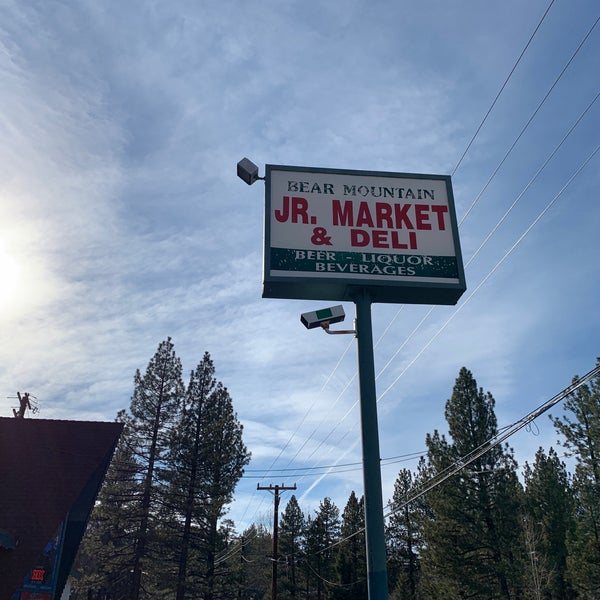 BEAR MOUNTAIN
JR. MARKET
& DELI
BEER - LIQUOR
BEVERAGES